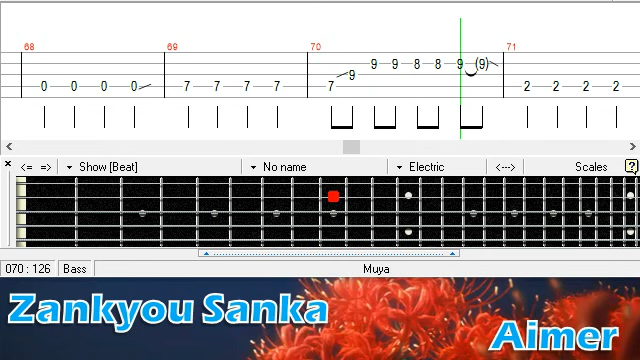 68 69 70 71
9 9 8 8 9 (9)
9
0 0 0 0 7 7 7 7 7 2 2 2 2
<= => Show [Beat] No name Electric <---> Scales ?
070 : 126 Bass Muya
Zankyou Sanka
Aimer